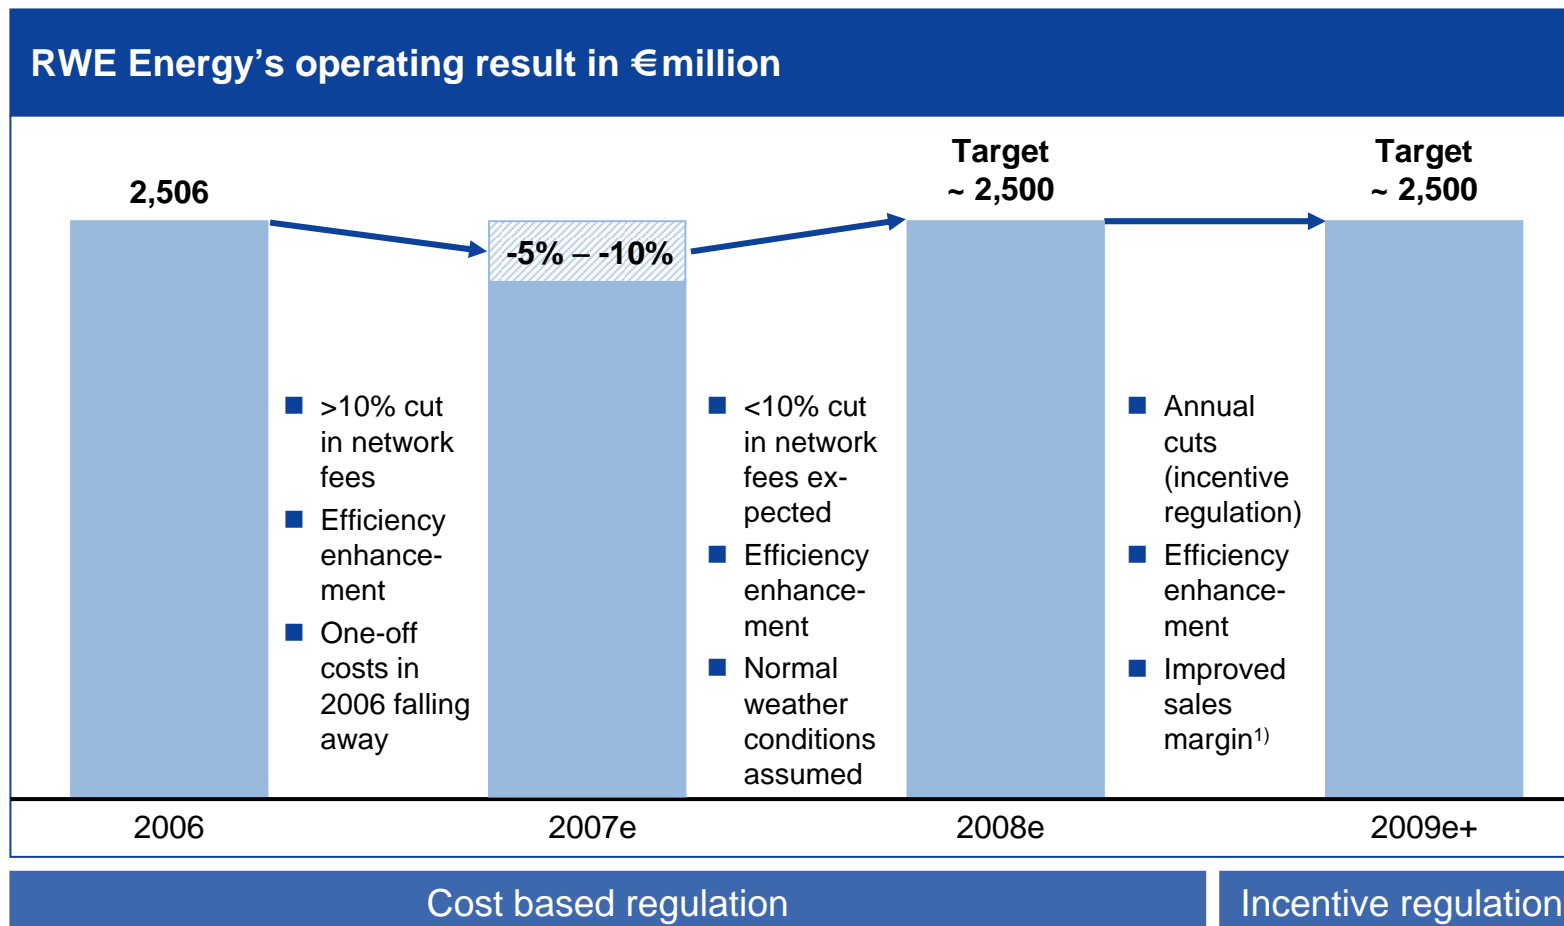 RWE Energy’s operating result in €million
2,506
-5% – -10%
Target
~ 2,500
Target
~ 2,500
■ >10% cut
in network
fees
■ Efficiency
enhance-
ment
■ One-off
costs in
2006 falling
away
■ <10% cut
in network
fees ex-
pected
■ Efficiency
enhance-
ment
■ Normal
weather
conditions
assumed
■ Annual
cuts
(incentive
regulation)
■ Efficiency
enhance-
ment
■ Improved
sales
margin1)
2006
2007e
2008e
2009e+
Cost based regulation
Incentive regulation